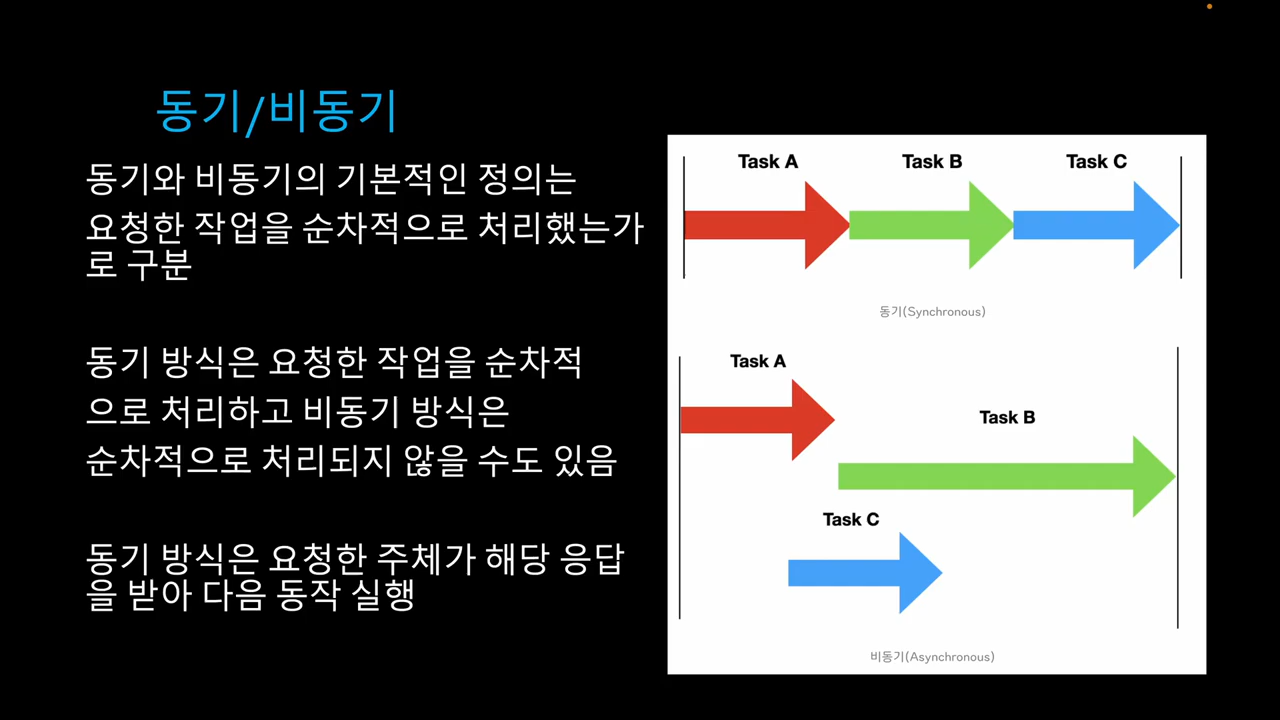 동기/비동기
동기와 비동기의 기본적인 정의는
요청한 작업을 순차적으로 처리했는가
로 구분
동기 방식은 요청한 작업을 순차적
으로 처리하고 비동기 방식은
순차적으로 처리되지 않을 수도 있음
동기 방식은 요청한 주체가 해당 응답
을 받아 다음 동작 실행
Task A
Task B
Task C
동기(Synchronous)
Task A
Task B
Task C
비동기(Asynchronous)